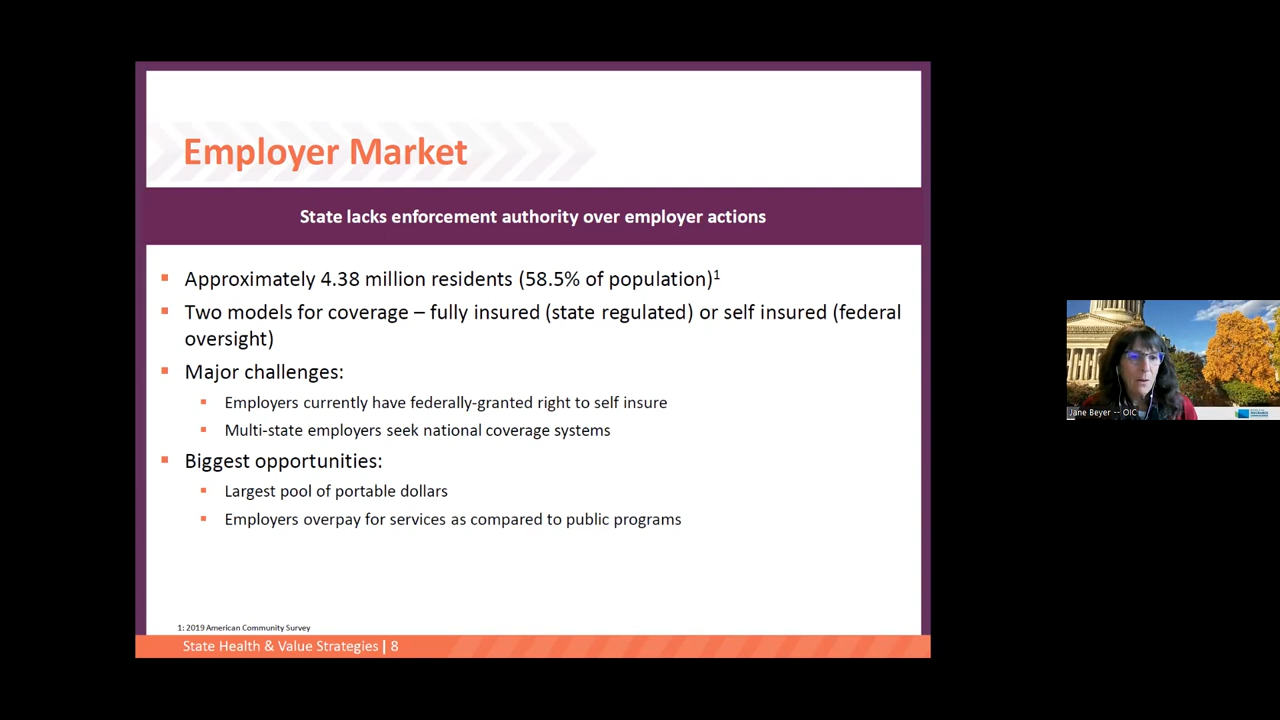 Employer Market
State lacks enforcement authority over employer actions
▪ Approximately 4.38 million residents (58.5% of population)¹
▪ Two models for coverage – fully insured (state regulated) or self insured (federal
oversight)
▪ Major challenges:
▪ Employers currently have federally-granted right to self insure
▪ Multi-state employers seek national coverage systems
▪ Biggest opportunities:
▪ Largest pool of portable dollars
▪ Employers overpay for services as compared to public programs
1: 2019 American Community Survey
State Health & Value Strategies | 8
Jane Beyer -- OIC